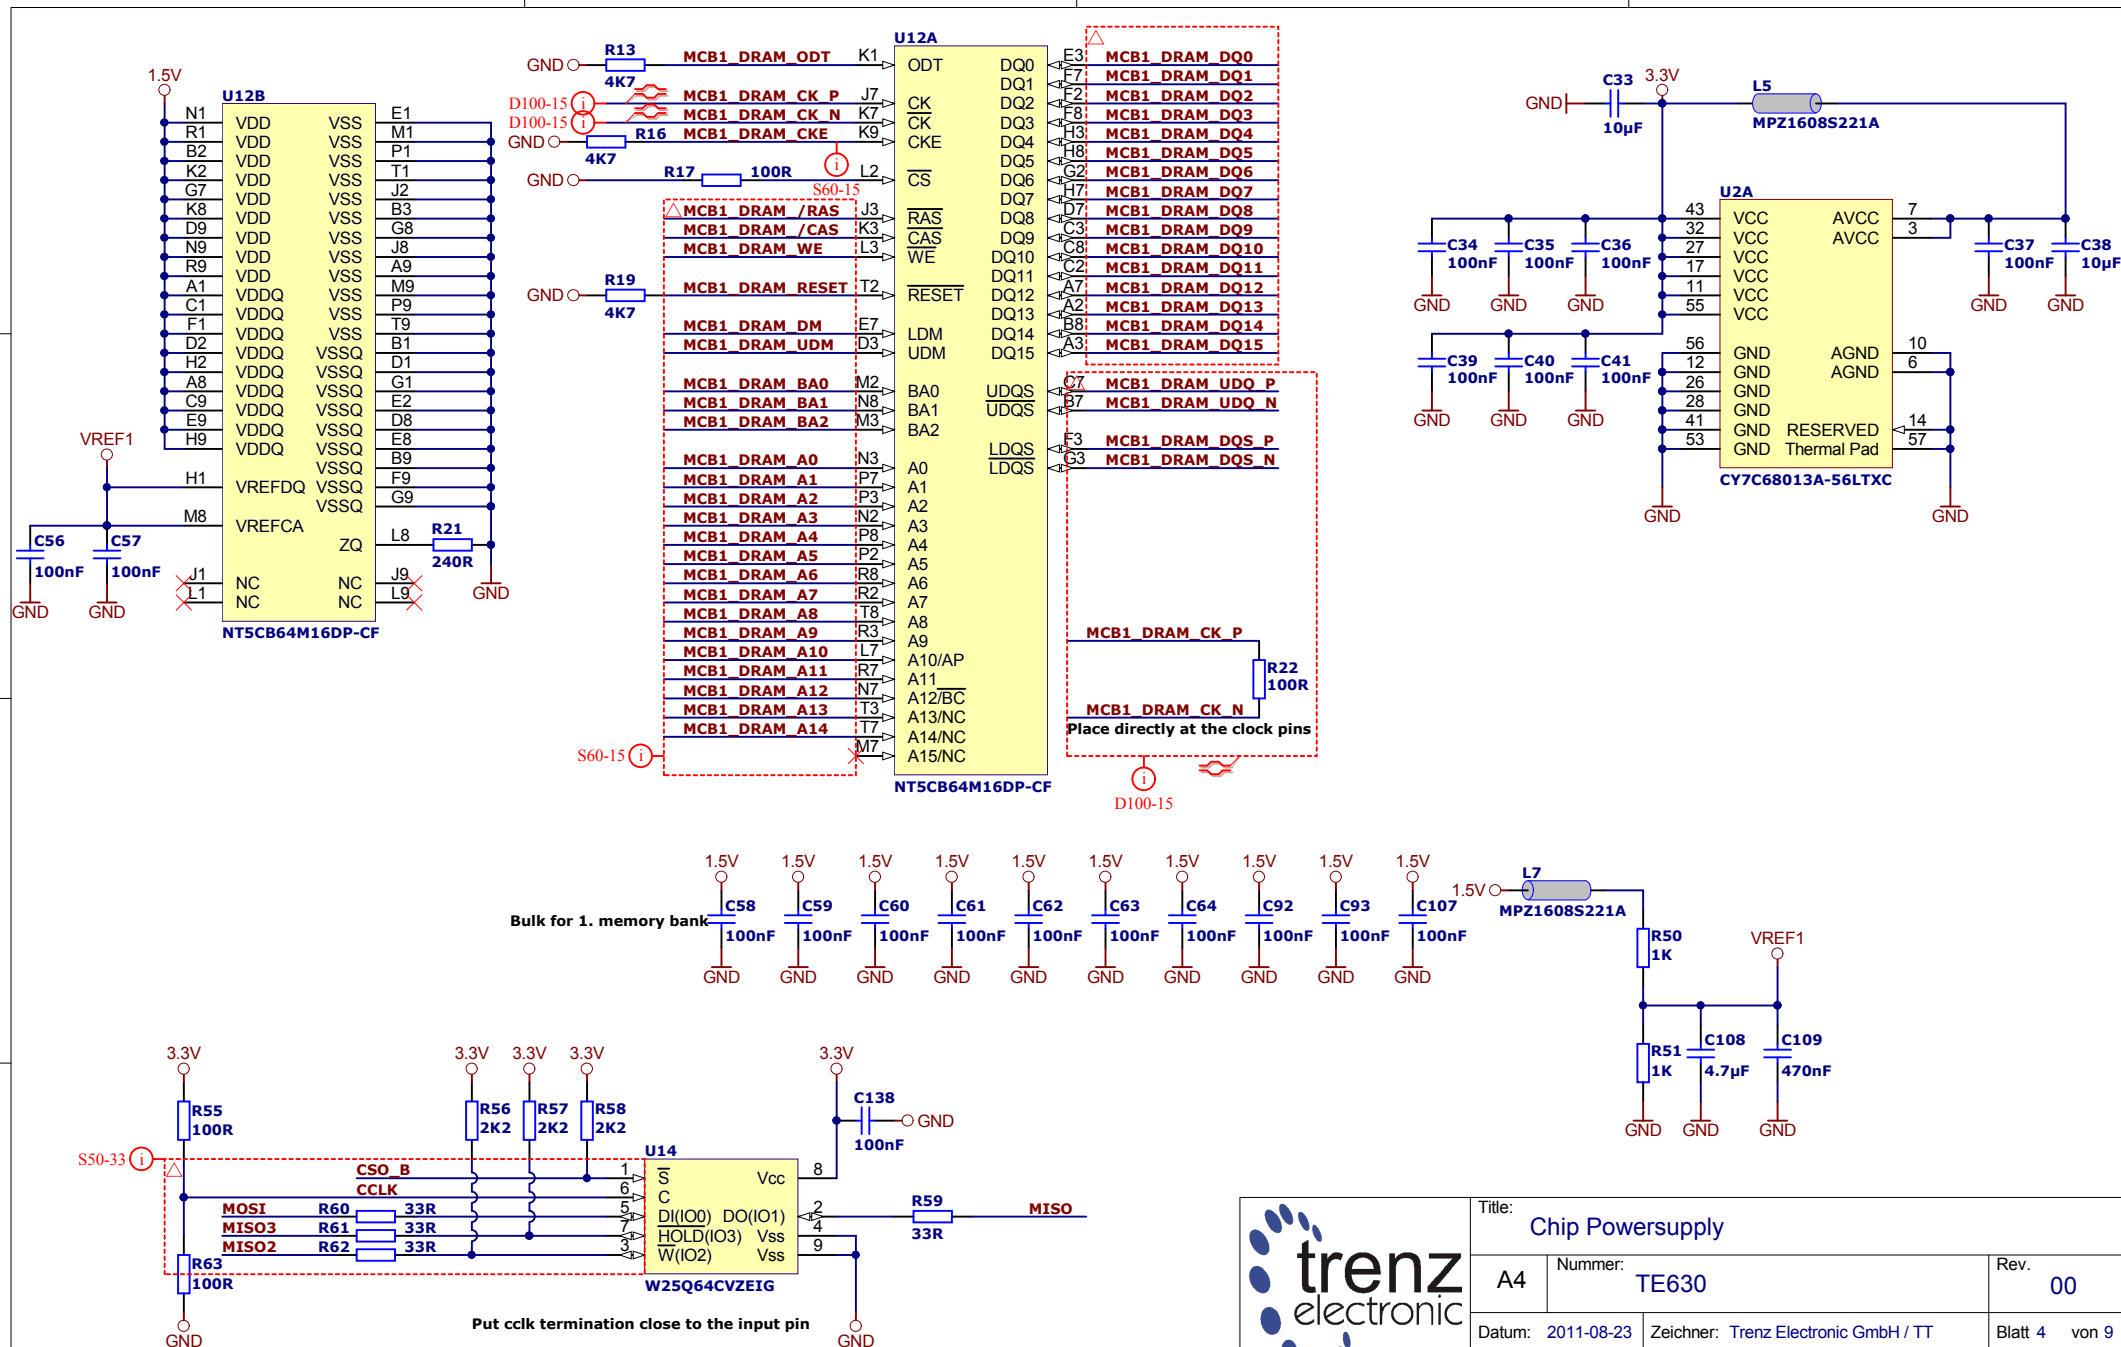 1.5V
U12B
N1 VDD VSS E1
R1 VDD VSS M1
B2 VDD VSS P1
K2 VDD VSS T1
G7 VDD VSS J2
K8 VDD VSS B3
D9 VDD VSS G8
N9 VDD VSS J8
R9 VDD VSS A9
A1 VDDQ VSS M9
C1 VDDQ VSS P9
F1 VDDQ VSS T9
D2 VDDQ VSSQ B1
H2 VDDQ VSSQ D1
A8 VDDQ VSSQ G1
C9 VDDQ VSSQ E2
E9 VDDQ VSSQ D8
H9 VDDQ VSSQ E8
VSSQ B9
VREF1
H1 VREFDQ VSSQ F9
VSSQ G9
M8 VREFCA
ZQ L8 R21 240R
C56 100nF C57 100nF
J1 NC NC J9
L1 NC NC L9
GND GND GND
NT5CB64M16DP-CF
U12A
GND R13 4K7 MCB1_DRAM_ODT K1 ODT
D100-15 MCB1_DRAM_CK_P J7 CK
D100-15 MCB1_DRAM_CK_N K7 CK
GND R16 4K7 MCB1_DRAM_CKE K9 CKE
S60-15
GND R17 100R L2 CS
MCB1_DRAM_/RAS J3 RAS
MCB1_DRAM_/CAS K3 CAS
MCB1_DRAM_WE L3 WE
GND R19 4K7 MCB1_DRAM_RESET T2 RESET
MCB1_DRAM_DM E7 LDM
MCB1_DRAM_UDM D3 UDM
MCB1_DRAM_BA0 M2 BA0
MCB1_DRAM_BA1 N8 BA1
MCB1_DRAM_BA2 M3 BA2
MCB1_DRAM_A0 N3 A0
MCB1_DRAM_A1 P7 A1
MCB1_DRAM_A2 P3 A2
MCB1_DRAM_A3 N2 A3
MCB1_DRAM_A4 P8 A4
MCB1_DRAM_A5 P2 A5
MCB1_DRAM_A6 R8 A6
MCB1_DRAM_A7 R2 A7
MCB1_DRAM_A8 T8 A8
MCB1_DRAM_A9 R3 A9
MCB1_DRAM_A10 L7 A10/AP
MCB1_DRAM_A11 R7 A11
MCB1_DRAM_A12 N7 A12/BC
MCB1_DRAM_A13 T3 A13/NC
MCB1_DRAM_A14 T7 A14/NC
S60-15 M7 A15/NC
NT5CB64M16DP-CF
DQ0 E3 MCB1_DRAM_DQ0
DQ1 F7 MCB1_DRAM_DQ1
DQ2 F2 MCB1_DRAM_DQ2
DQ3 F8 MCB1_DRAM_DQ3
DQ4 H3 MCB1_DRAM_DQ4
DQ5 H8 MCB1_DRAM_DQ5
DQ6 G2 MCB1_DRAM_DQ6
DQ7 H7 MCB1_DRAM_DQ7
DQ8 D7 MCB1_DRAM_DQ8
DQ9 C3 MCB1_DRAM_DQ9
DQ10 C8 MCB1_DRAM_DQ10
DQ11 C2 MCB1_DRAM_DQ11
DQ12 A7 MCB1_DRAM_DQ12
DQ13 A2 MCB1_DRAM_DQ13
DQ14 B8 MCB1_DRAM_DQ14
DQ15 A3 MCB1_DRAM_DQ15
UDQS C7 MCB1_DRAM_UDQ_P
UDQS B7 MCB1_DRAM_UDQ_N
LDQS F3 MCB1_DRAM_DQS_P
LDQS G3 MCB1_DRAM_DQS_N
MCB1_DRAM_CK_P
R22
100R
MCB1_DRAM_CK_N
Place directly at the clock pins
D100-15
GND C33 10µF 3.3V L5 MPZ1608S221A
U2A
43 VCC AVCC 7
32 VCC AVCC 3
27 VCC
17 VCC
11 VCC
55 VCC
56 GND AGND 10
12 GND AGND 6
26 GND
28 GND
41 GND RESERVED 14
53 GND Thermal Pad 57
CY7C68013A-56LTXC
C34 100nF C35 100nF C36 100nF C37 100nF C38 10µF
GND GND GND GND GND
C39 100nF C40 100nF C41 100nF
GND GND GND
GND GND
1.5V 1.5V 1.5V 1.5V 1.5V 1.5V 1.5V 1.5V 1.5V 1.5V
Bulk for 1. memory bank
C58 C59 C60 C61 C62 C63 C64 C92 C93 C107
100nF 100nF 100nF 100nF 100nF 100nF 100nF 100nF 100nF 100nF
GND GND GND GND GND GND GND GND GND GND
1.5V L7 MPZ1608S221A
R50 1K
VREF1
R51 1K C108 4.7µF C109 470nF
GND GND GND
3.3V 3.3V 3.3V 3.3V 3.3V
R55 100R R56 2K2 R57 2K2 R58 2K2
C138 100nF GND
S50-33
U14
CSO_B 1 S Vcc 8
CCLK 6 C
MOSI R60 33R 5 DI(IO0) DO(IO1) 2 R59 33R MISO
MISO3 R61 33R 7 HOLD(IO3) Vss 4
MISO2 R62 33R 3 W(IO2) Vss 9
R63 100R
W25Q64CVZEIG
GND GND
Put cclk termination close to the input pin
trenz
electronic
Title:
Chip Powersupply
A4 Nummer: TE630 Rev. 00
Datum: 2011-08-23 Zeichner: Trenz Electronic GmbH / TT Blatt 4 von 9